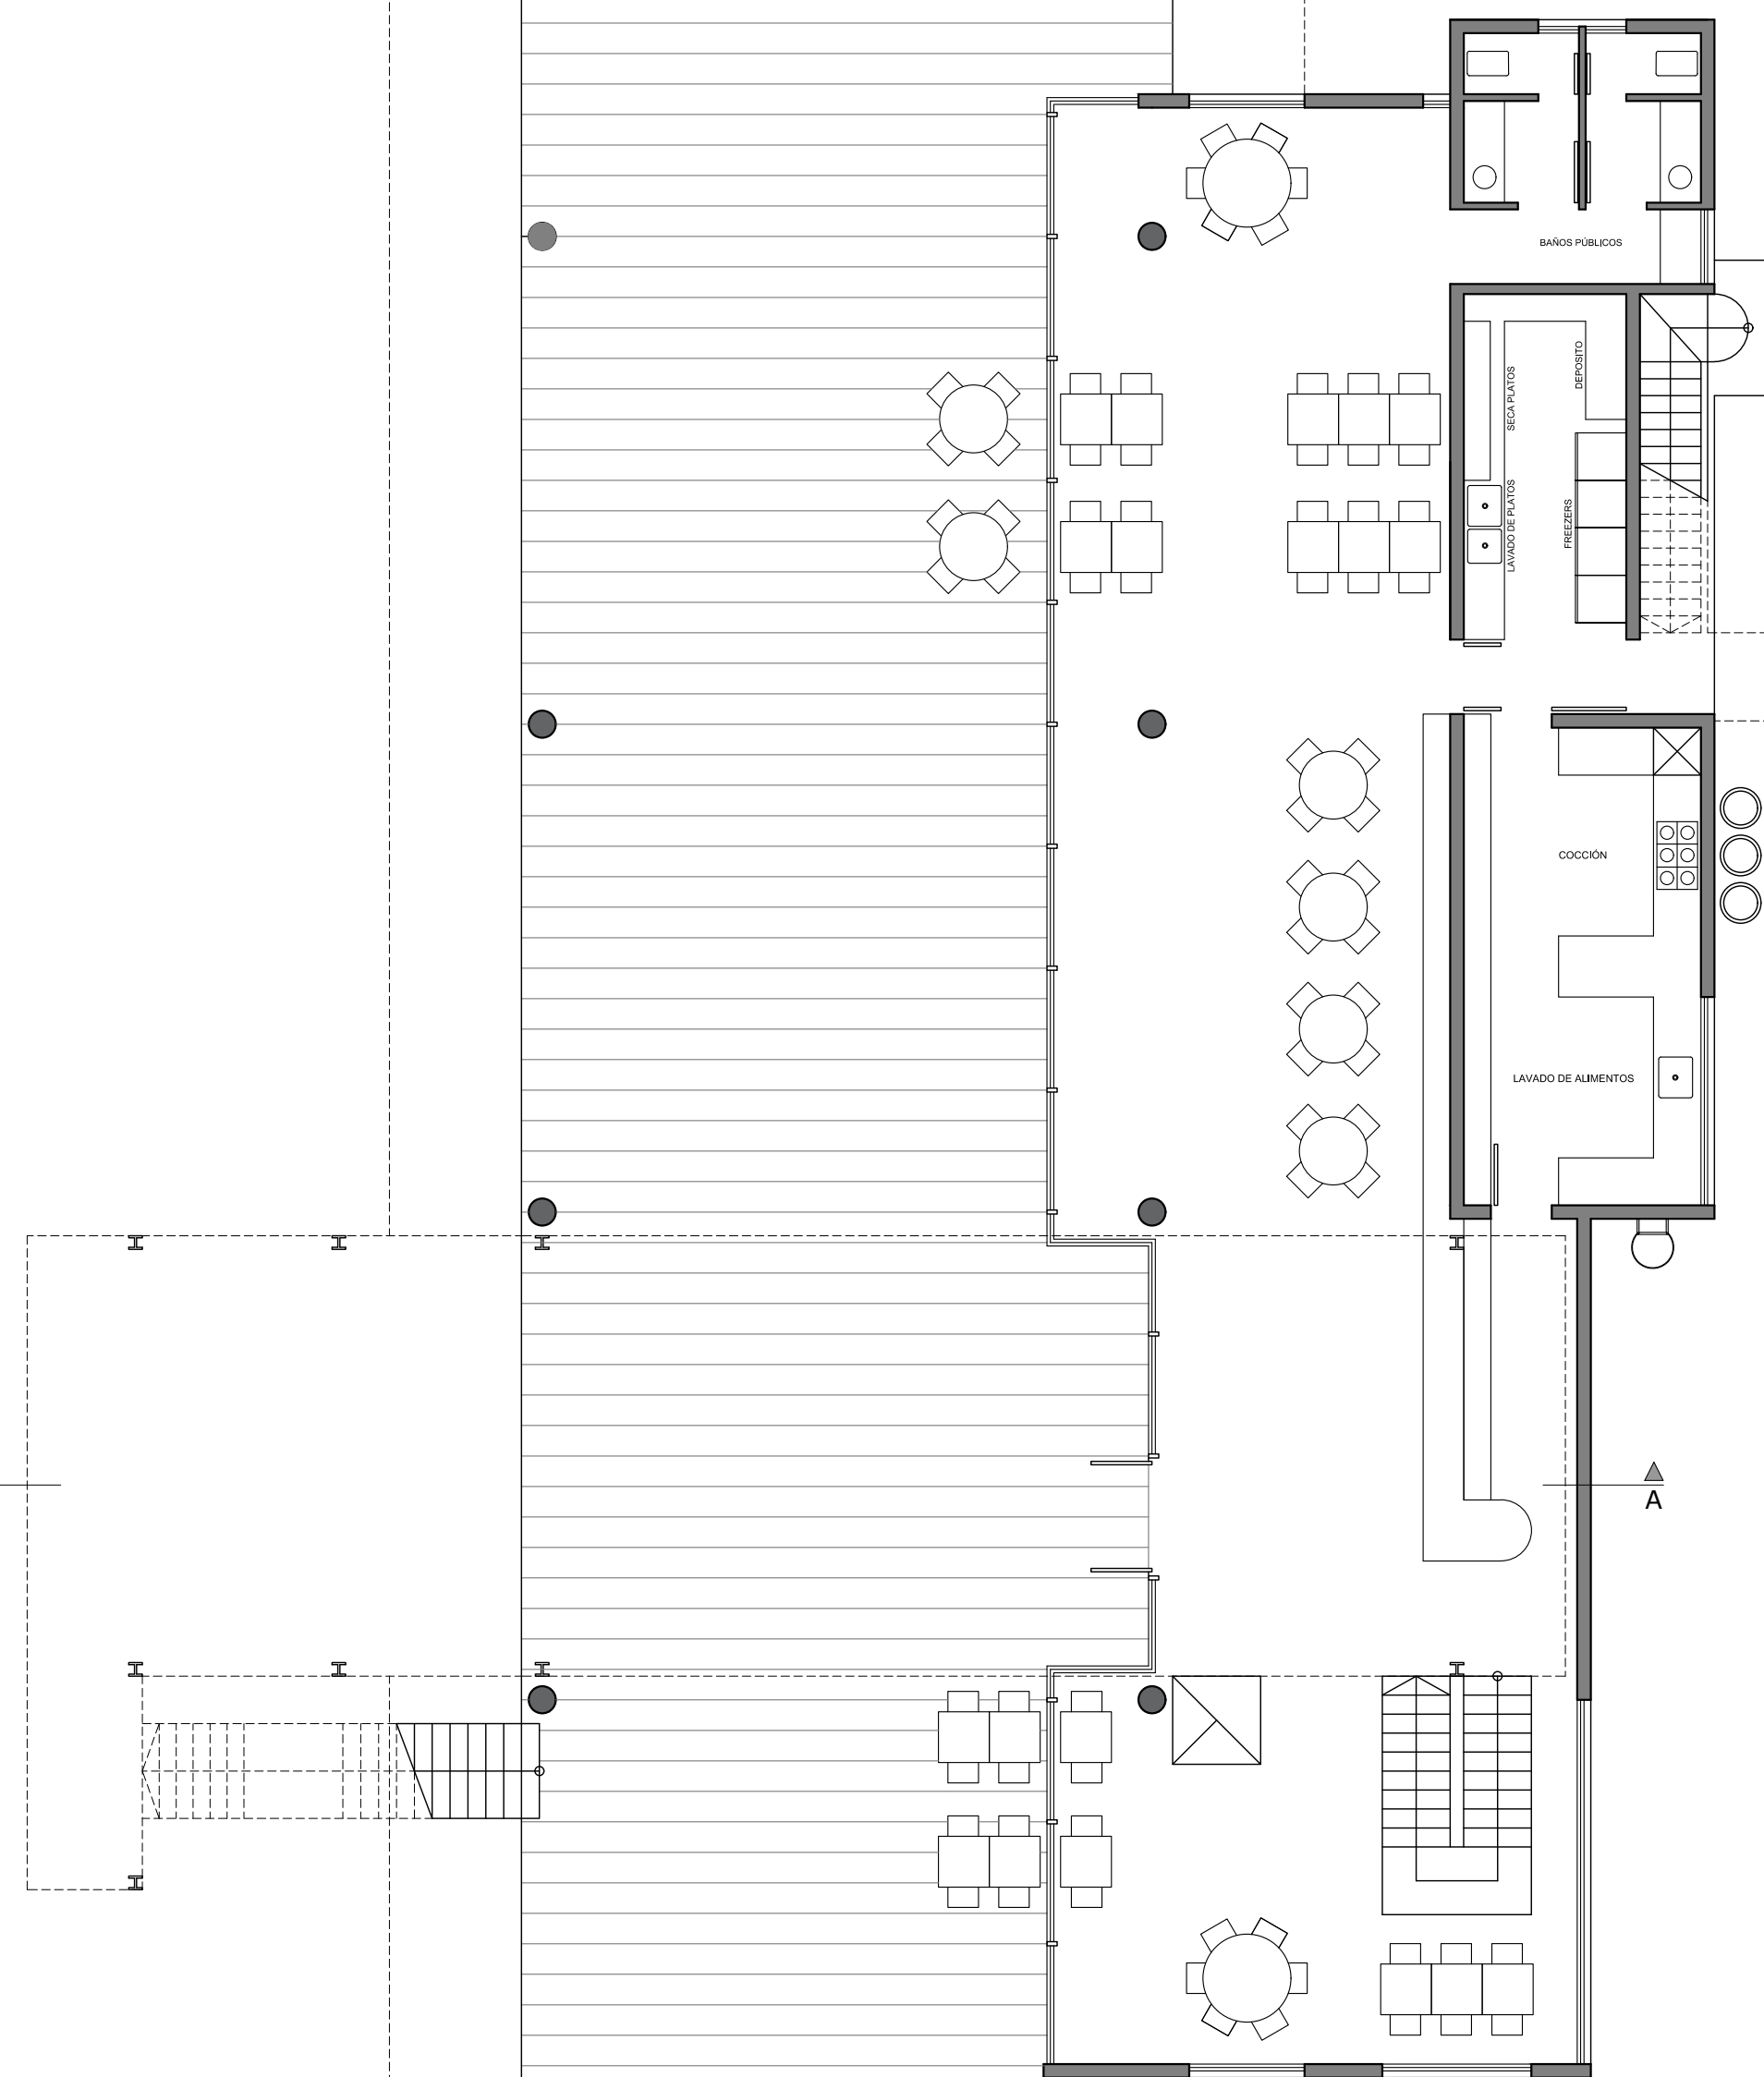 BAÑOS PÚBLICOS
DEPOSITO
SECA PLATOS
LAVADO DE PLATOS
FREEZERS
COCCIÓN
LAVADO DE ALIMENTOS
A